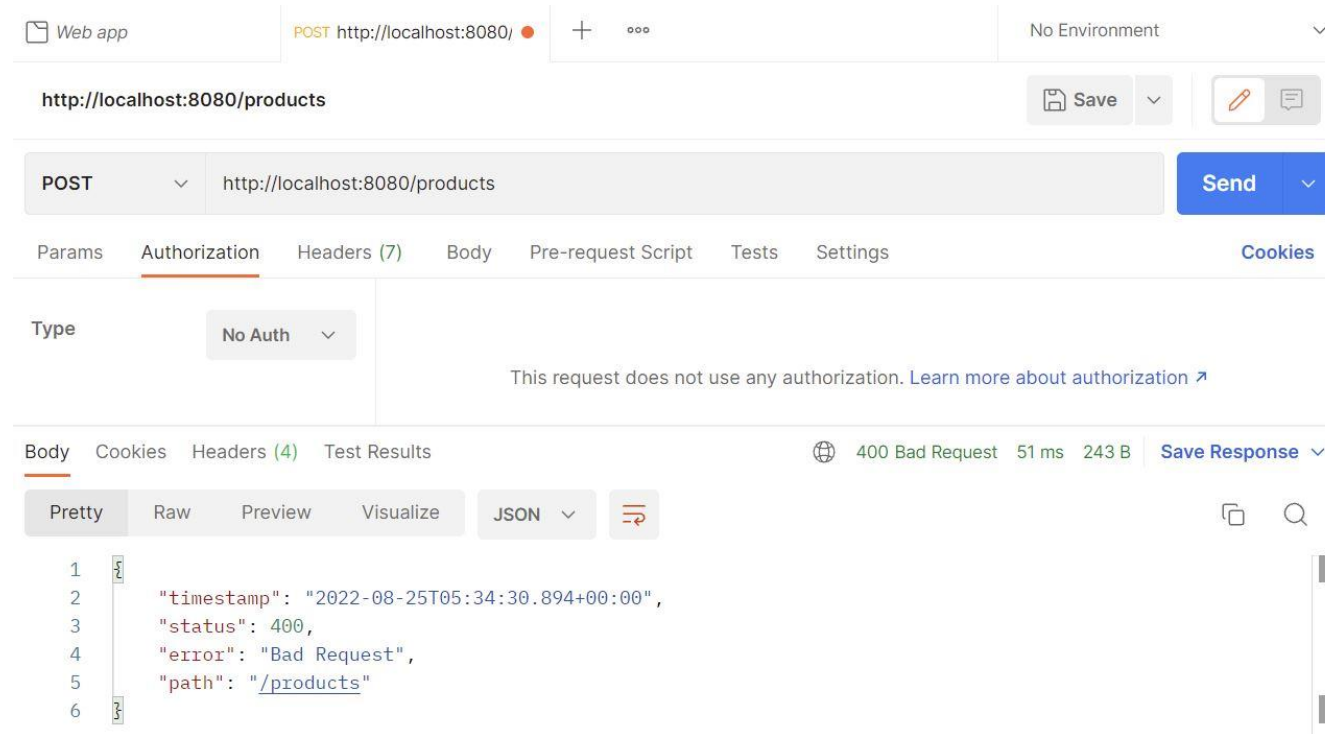 Web app POST http://localhost:8080/ No Environment
http://localhost:8080/products Save
POST http://localhost:8080/products Send
Params Authorization Headers (7) Body Pre-request Script Tests Settings Cookies
Type No Auth
This request does not use any authorization. Learn more about authorization ↗
Body Cookies Headers (4) Test Results 400 Bad Request 51 ms 243 B Save Response
Pretty Raw Preview Visualize JSON
1 {
2 "timestamp": "2022-08-25T05:34:30.894+00:00",
3 "status": 400,
4 "error": "Bad Request",
5 "path": "/products"
6 }